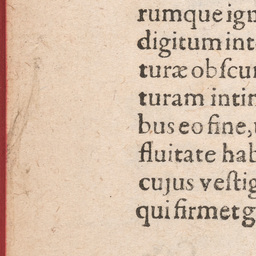 rumque ign
digitum int
turæ obſcur
turam intim
bus eo fine,
fluitate hab
cujus veſtig
qui firmet g